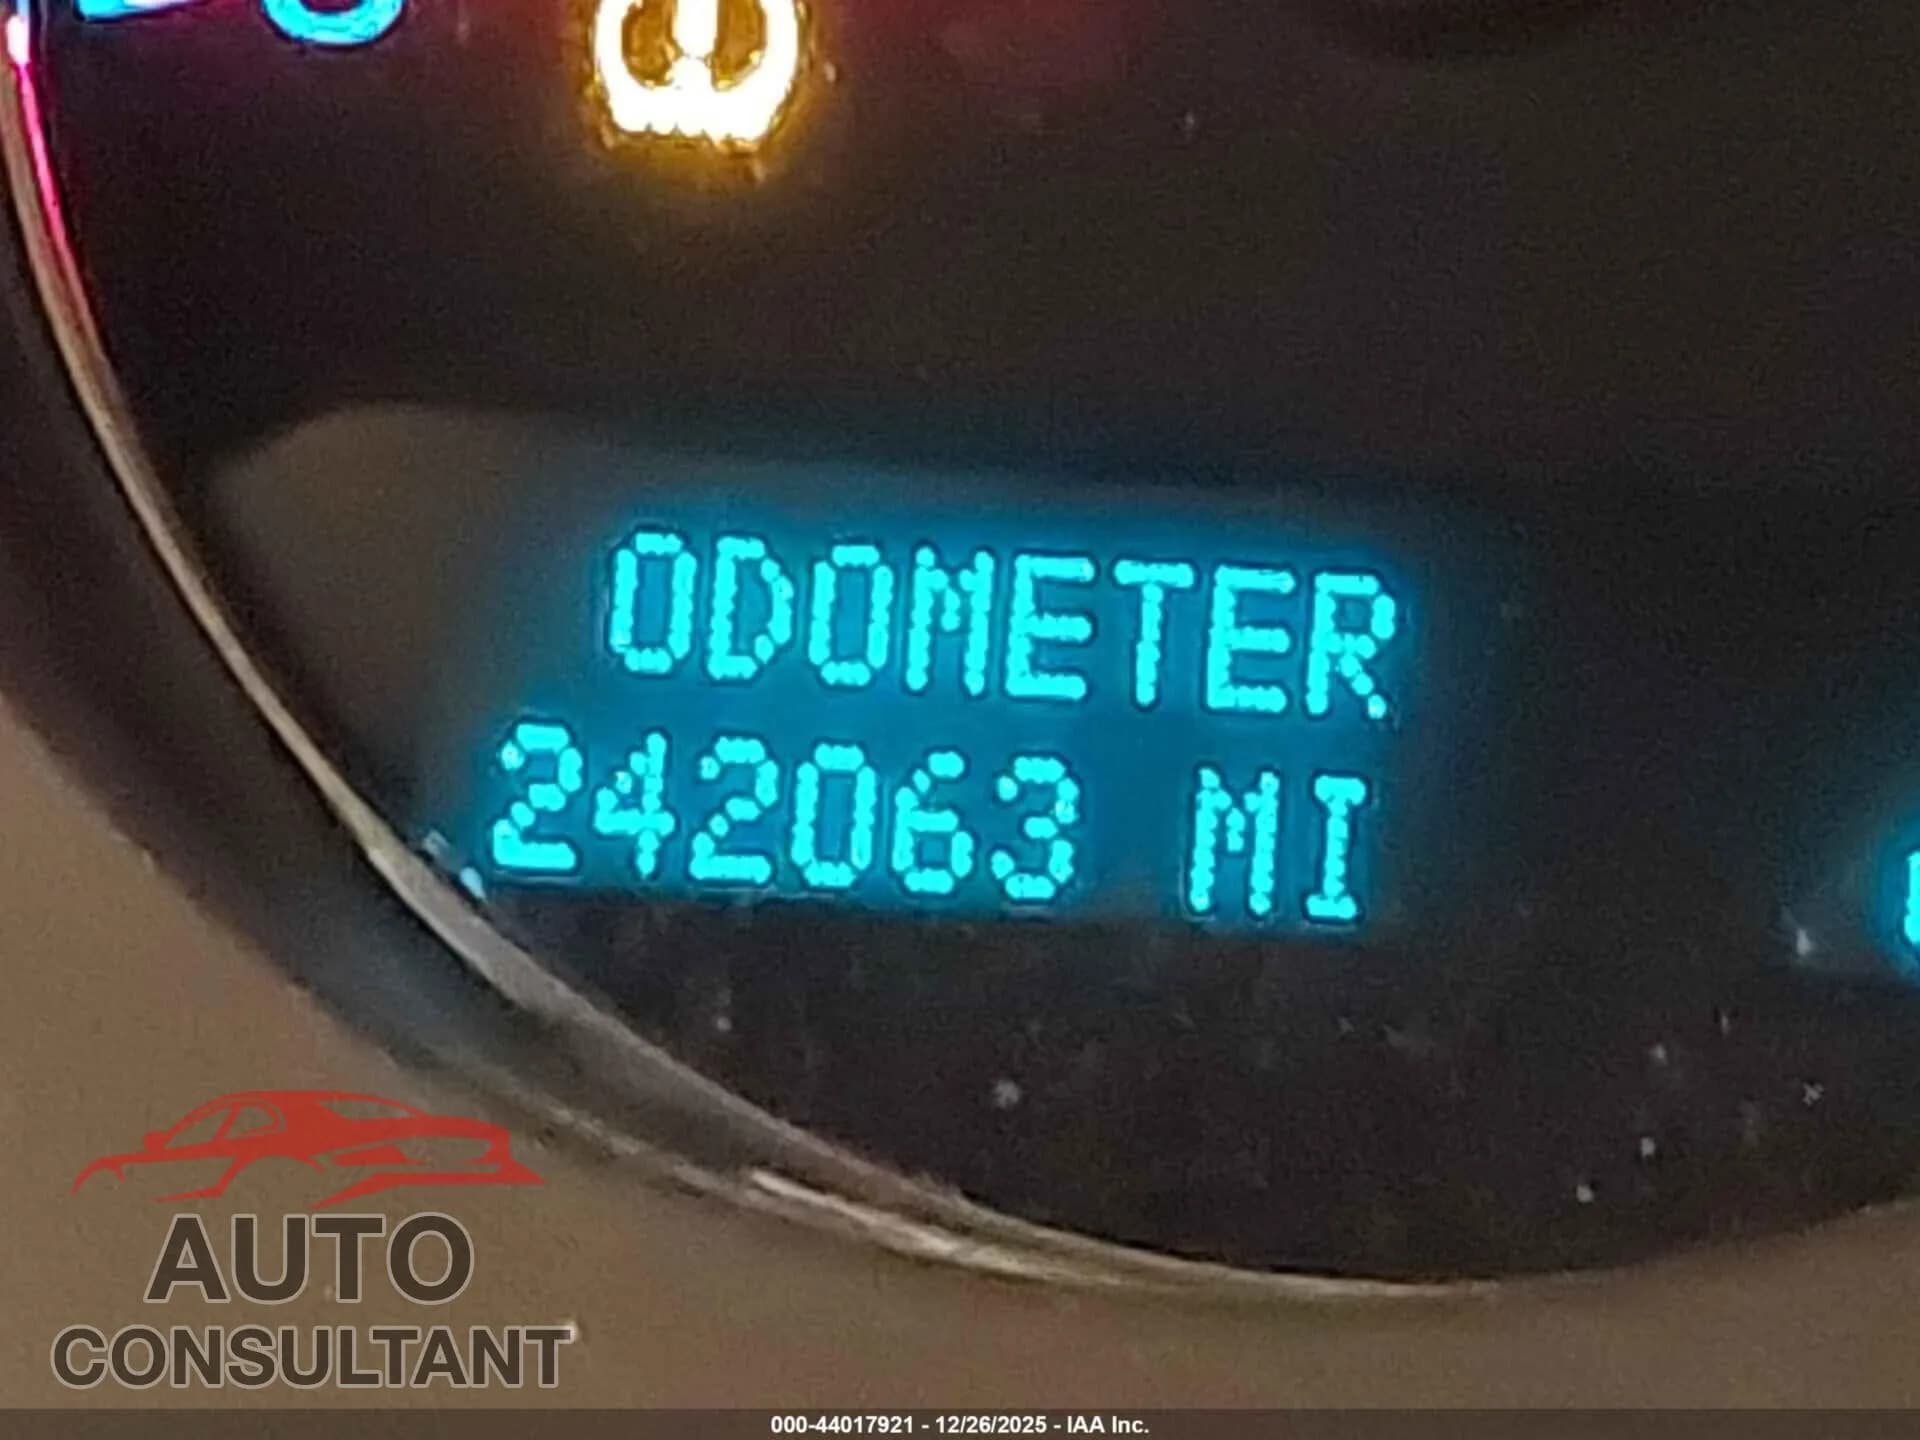 ODOMETER
242063 MI
AUTO
CONSULTANT
000-44017921 - 12/26/2025 - IAA Inc.